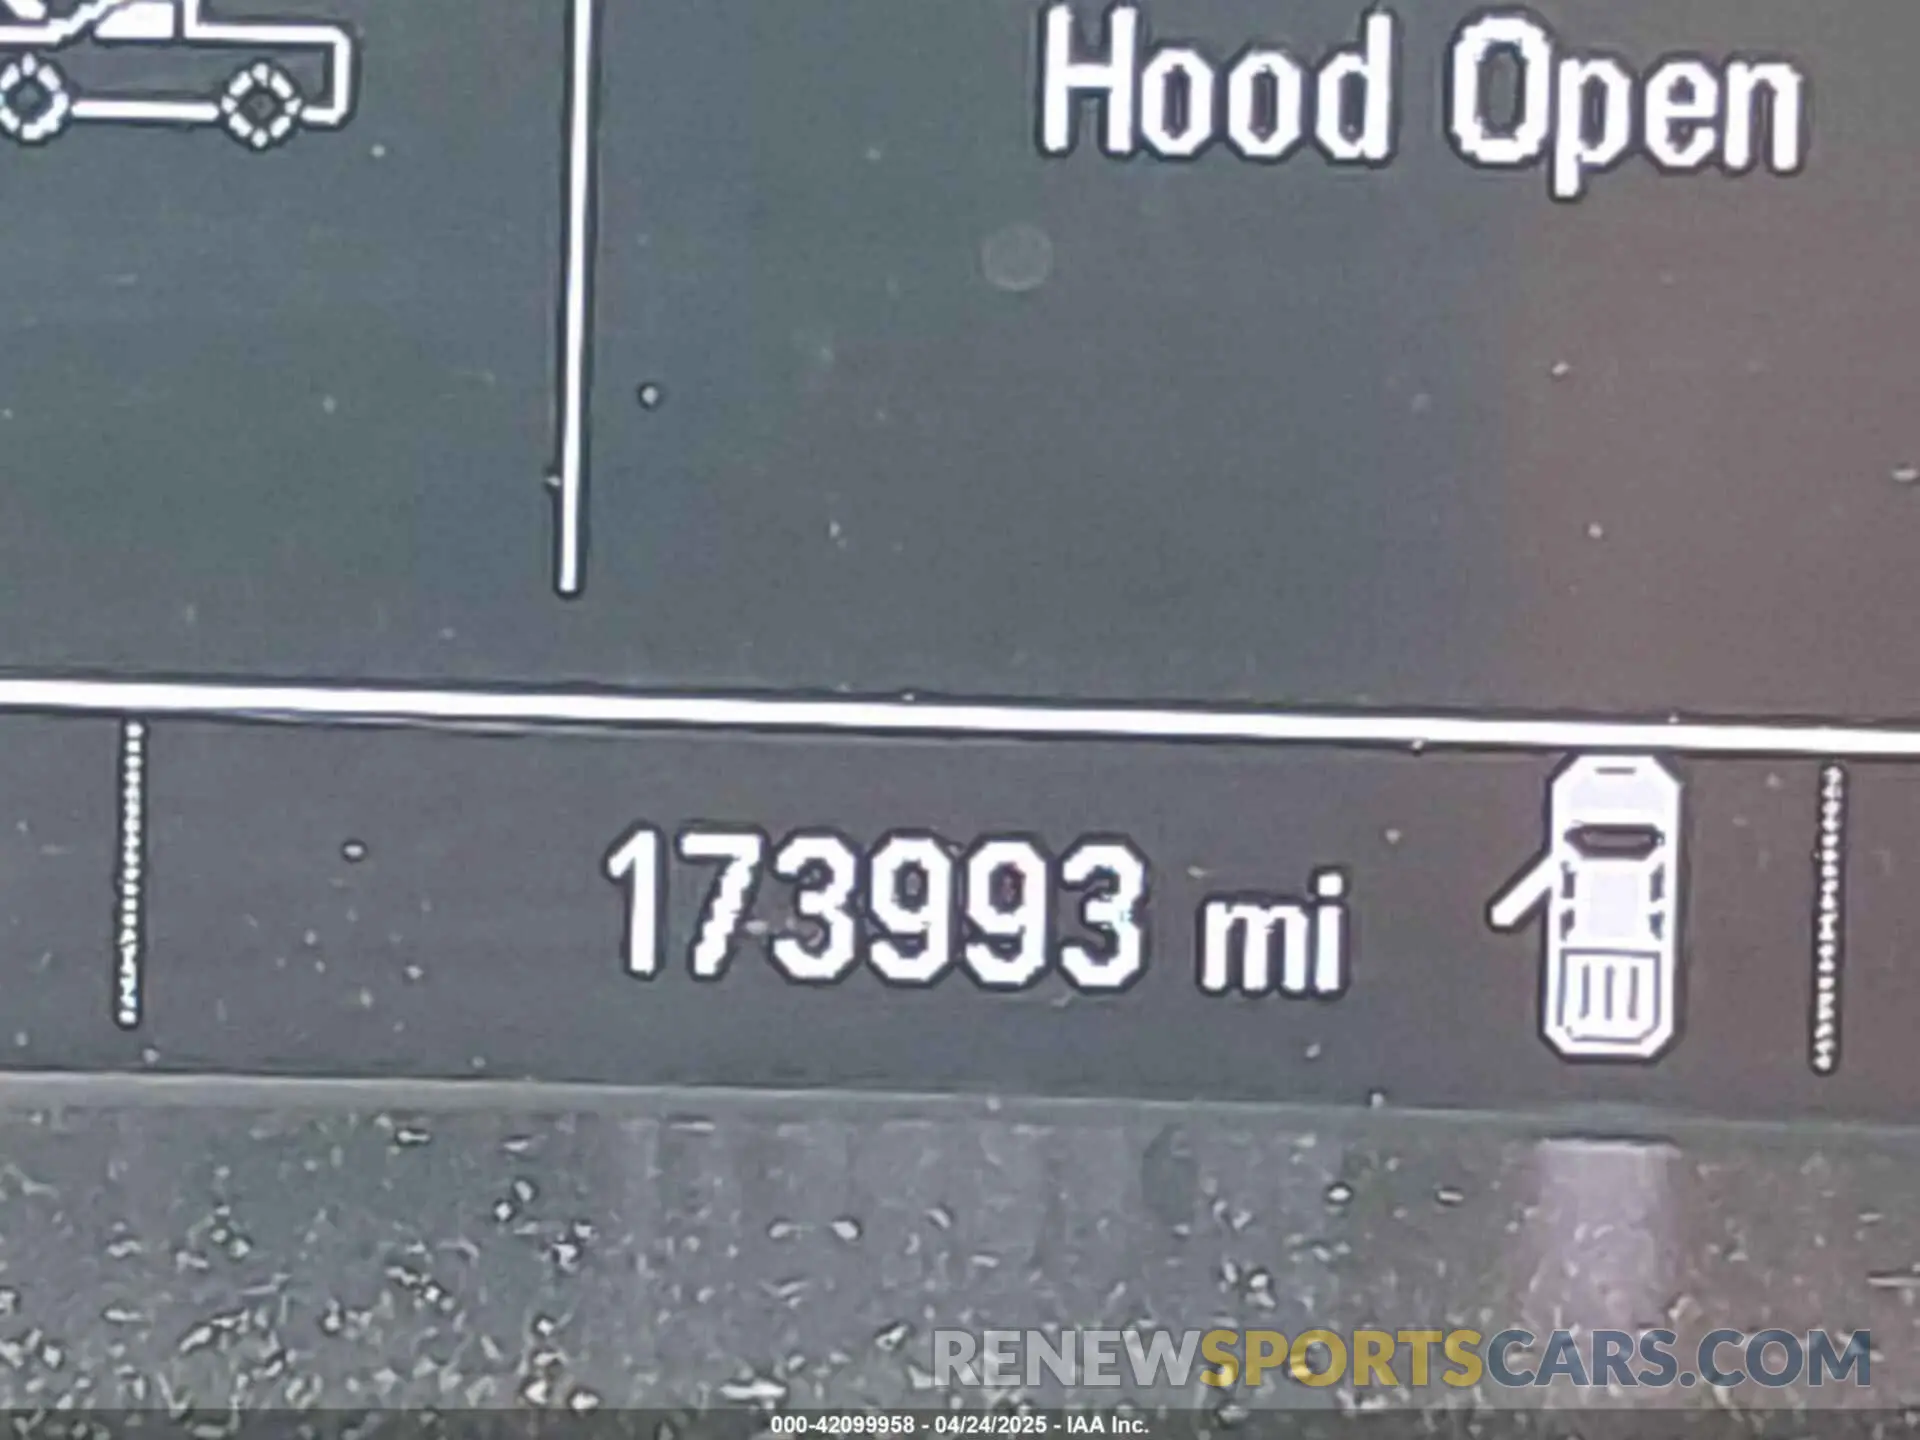 Hood Open
173993 mi
RENEWSPORTSCARS.COM
000-42099958 - 04/24/2025 - IAA Inc.